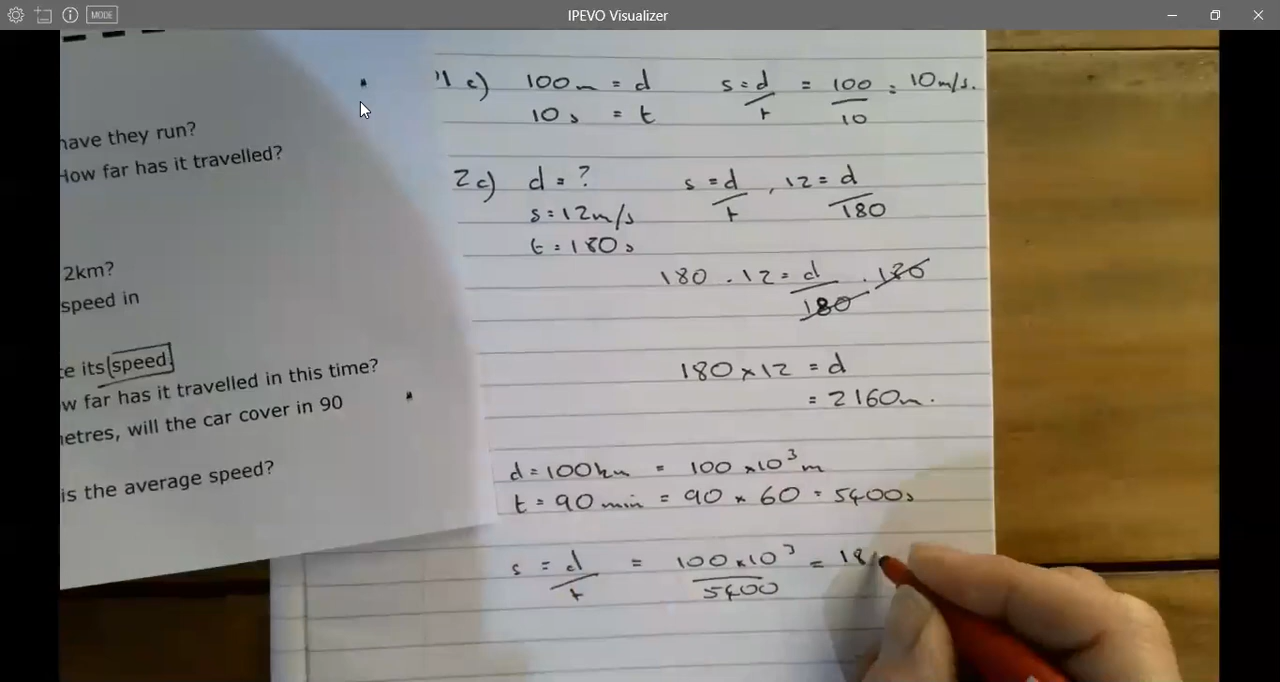 MODE
IPEVO Visualizer
have they run?
How far has it travelled?
2km?
speed in
its speed.
far has it travelled in this time?
metres, will the car cover in 90
is the average speed?
1 c) 100m = d s = d/t = 100/10 = 10m/s.
10s = t
2c) d = ? s = d/t , 12 = d/180
s = 12m/s
t = 180s
180 . 12 = d/180 . 180
180 × 12 = d
= 2160m.
d = 100km = 100 × 10³ m
t = 90 min = 90 × 60 = 5400s
s = d/t = 100 × 10³/5400 = 18